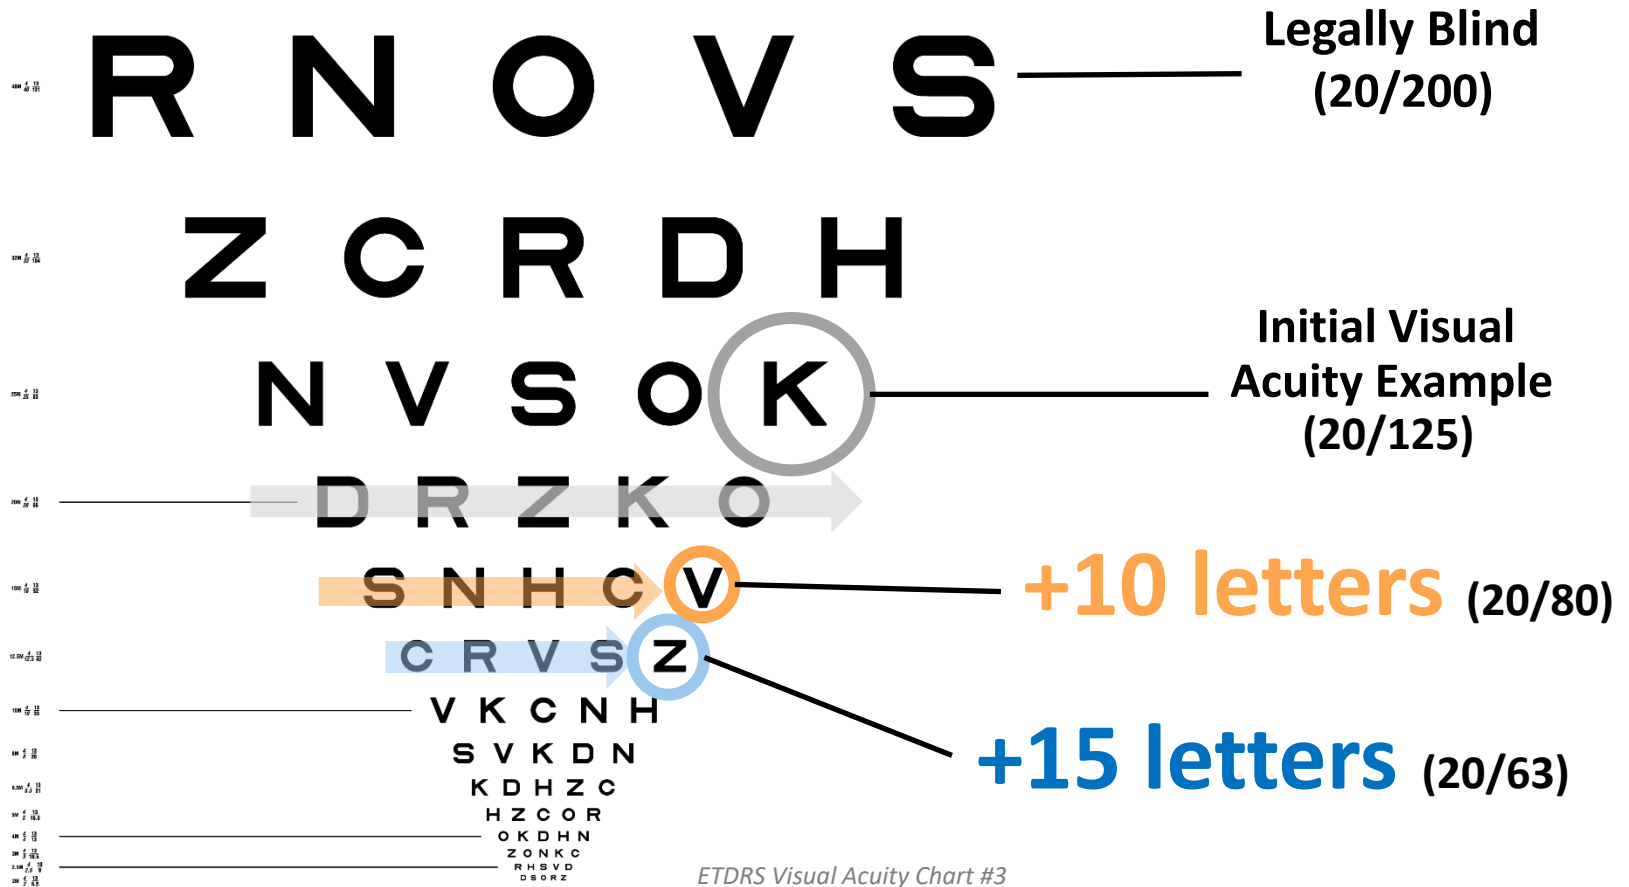 R N O V S
Legally Blind
(20/200)
Z C R D H
N V S O K
Initial Visual
Acuity Example
(20/125)
D R Z K O
S N H C V
+10 letters (20/80)
C R V S Z
V K C N H
+15 letters (20/63)
S V K D N
K D H Z C
H Z C O R
O K D H N
Z O N K C
R H S V D
D S O R Z
ETDRS Visual Acuity Chart #3